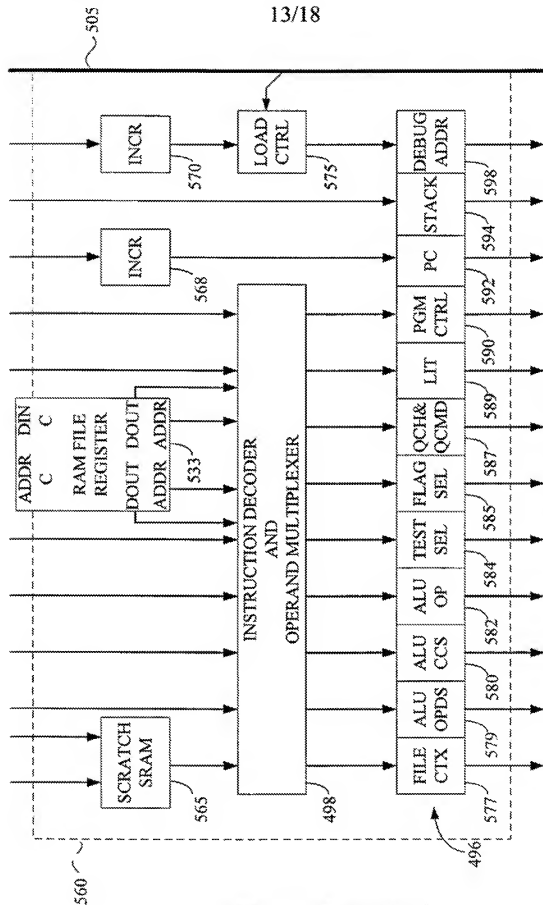 13/18
505
560
INCR
570
LOAD
CTRL
575
INCR
568
ADDR DIN
C C
RAM FILE
REGISTER
DOUT DOUT
ADDR ADDR
533
SCRATCH
SRAM
565
INSTRUCTION DECODER
AND
OPERAND MULTIPLEXER
498
496
FILE
CTX
577
ALU
OPDS
579
ALU
CCS
580
ALU
OP
582
TEST
SEL
584
FLAG
SEL
585
QCH&
QCMD
587
LIT
589
PGM
CTRL
590
PC
592
STACK
594
DEBUG
ADDR
598